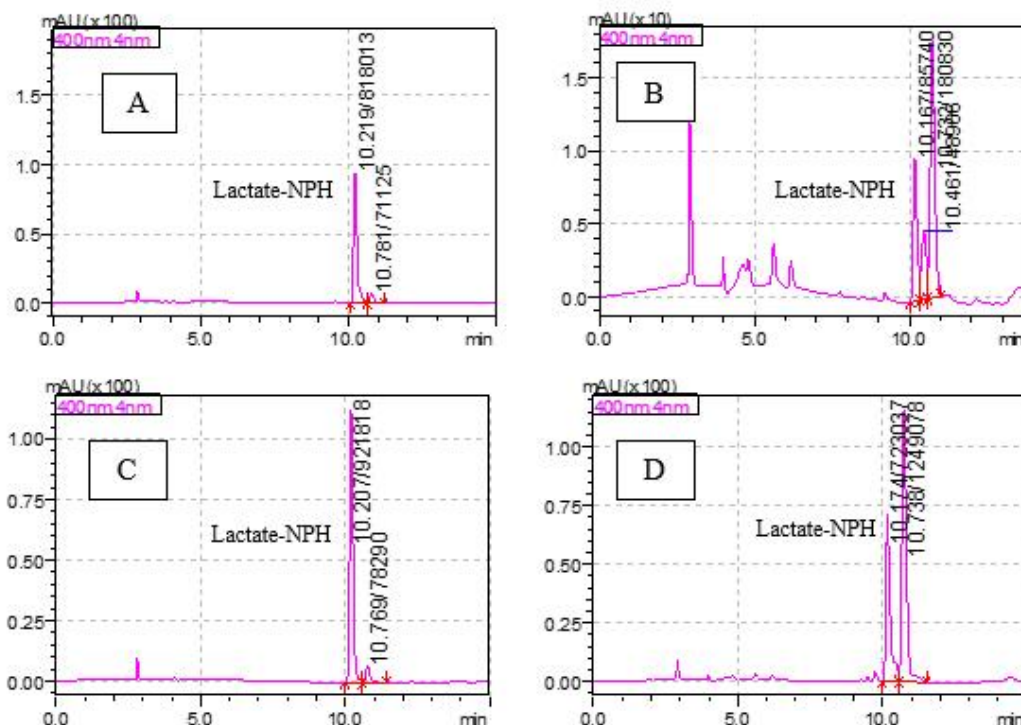 mAU(x100)
400nm,4nm
A
1.5
1.0
0.5
0.0
Lactate-NPH
10.219/818013
10.781/71125
0.0
5.0
10.0
min
mAU(x10)
400nm,4nm
B
1.5
1.0
0.5
0.0
Lactate-NPH
10.167/85740
0.0
5.0
10.0
min
mAU(x100)
400nm,4nm
C
1.00
0.75
0.50
0.25
0.00
Lactate-NPH
10.207/921818
10.769/78290
0.0
5.0
10.0
min
mAU(x100)
400nm,4nm
D
1.00
0.75
0.50
0.25
0.00
Lactate-NPH
10.174/723037
10.738/1249078
0.0
5.0
10.0
min